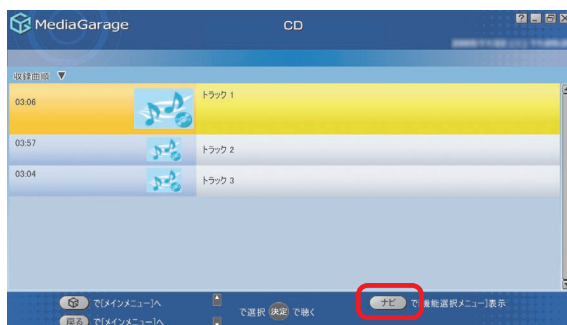 MediaGarage
CD
収録曲順 ▼
03:06 トラック 1
03:57 トラック 2
03:04 トラック 3
で[メインメニュー]へ
戻る で[メインメニュー]へ
で選択 決定 で聴く
ナビ で[機能選択メニュー]表示